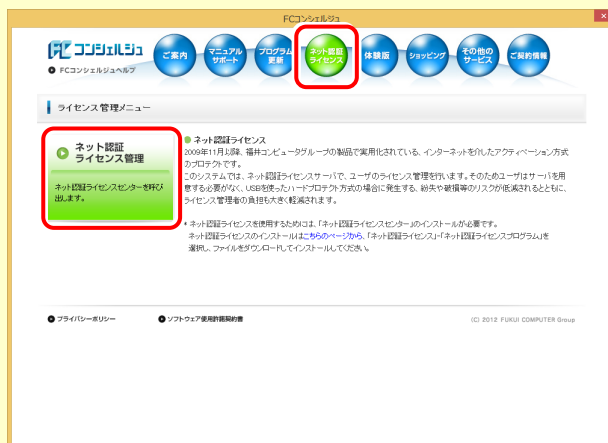 FCコンシェルジュ
×
FC コンシェルジュ
FCコンシェルジュヘルプ
ご案内
マニュアル
サポート
プログラム
更新
ネット認証
ライセンス
体験版
ショッピング
その他の
サービス
ご契約情報
ライセンス管理メニュー
ネット認証
ライセンス管理
ネット認証ライセンスセンターを呼び
出します。
ネット認証ライセンス
2009年11月以降、福井コンピュータグループの製品で実用化されている、インターネットを介したアクティベーション方式
のプロテクトです。
このシステムでは、ネット認証ライセンスサーバで、ユーザのライセンス管理を行います。そのためユーザはサーバを用
意する必要がなく、USBを使ったハードプロテクト方式の場合に発生する、紛失や破損等のリスクが低減されるとともに、
ライセンス管理者の負担も大きく軽減されます。
* ネット認証ライセンスを使用するためには、「ネット認証ライセンスセンター」のインストールが必要です。
ネット認証ライセンスのインストールはこちらのページから、「ネット認証ライセンス」-「ネット認証ライセンスプログラム」を
選択し、ファイルをダウンロードしてインストールしてください。
プライバシーポリシー
ソフトウェア使用許諾契約書
(C) 2012 FUKUI COMPUTER Group